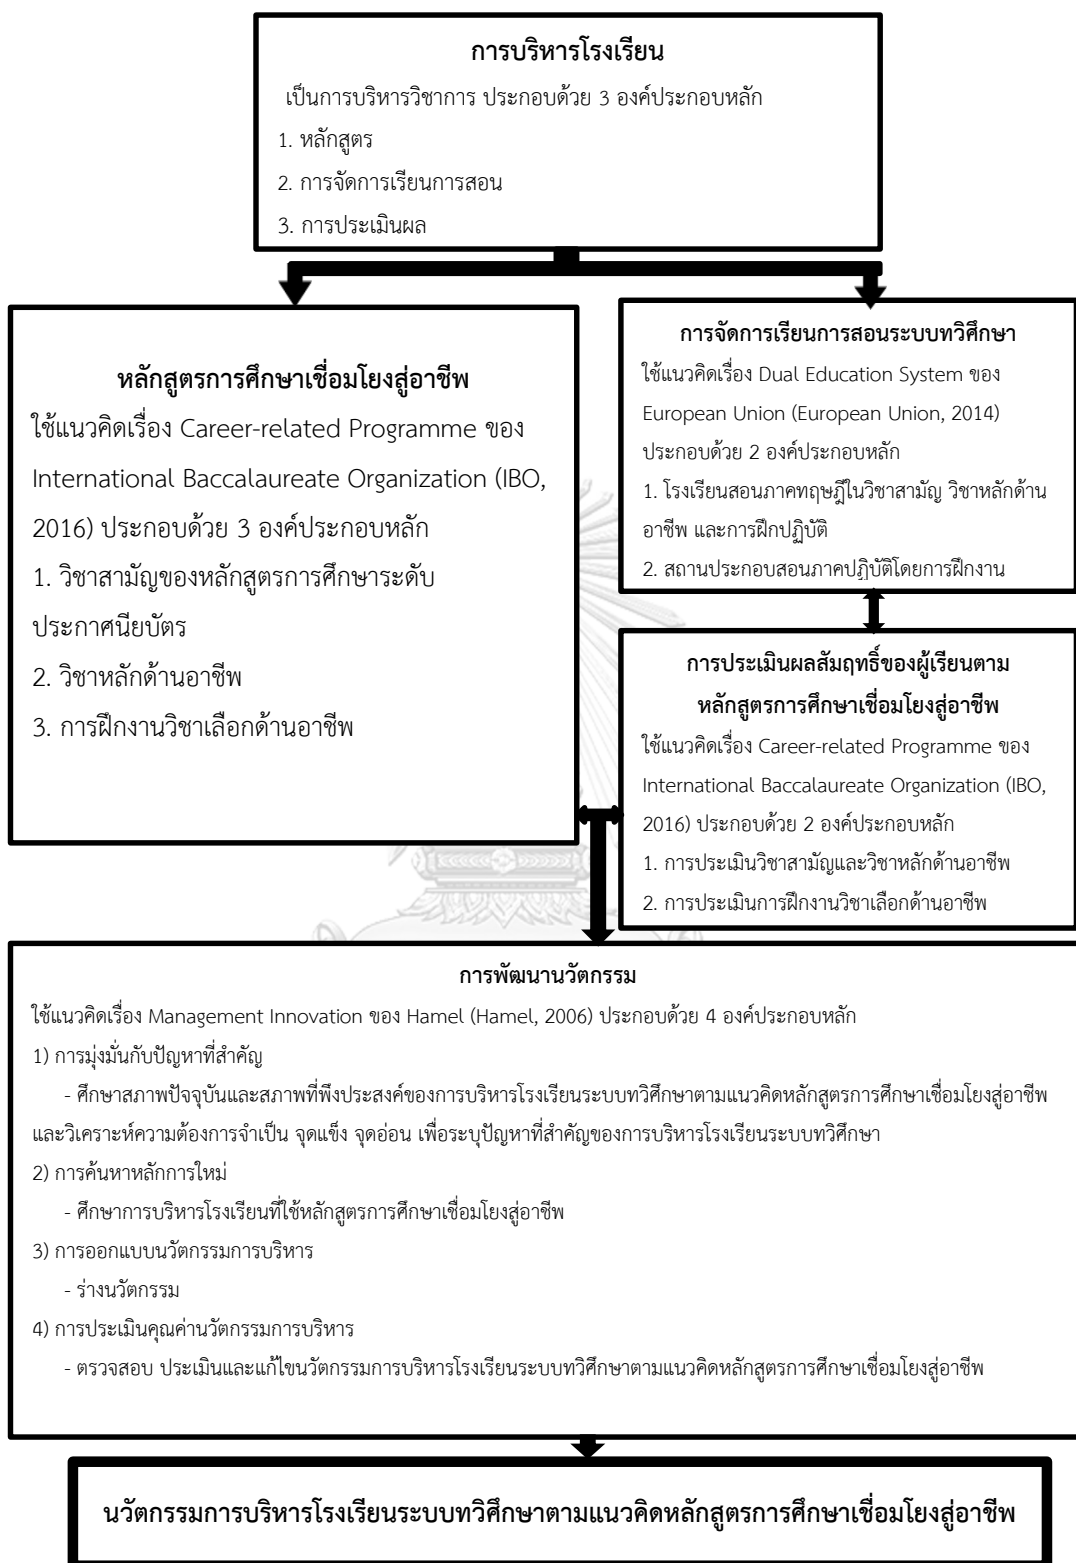 การบริหารโรงเรียน
เป็นการบริหารวิชาการ ประกอบด้วย 3 องค์ประกอบหลัก
1. หลักสูตร
2. การจัดการเรียนการสอน
3. การประเมินผล
หลักสูตรการศึกษาเชื่อมโยงสู่อาชีพ
ใช้แนวคิดเรื่อง Career-related Programme ของ
International Baccalaureate Organization (IBO,
2016) ประกอบด้วย 3 องค์ประกอบหลัก
1. วิชาสามัญของหลักสูตรการศึกษาระดับ
ประกาศนียบัตร
2. วิชาหลักด้านอาชีพ
3. การฝึกงานวิชาเลือกด้านอาชีพ
การจัดการเรียนการสอนระบบทวิศึกษา
ใช้แนวคิดเรื่อง Dual Education System ของ
European Union (European Union, 2014)
ประกอบด้วย 2 องค์ประกอบหลัก
1. โรงเรียนสอนภาคทฤษฎีในวิชาสามัญ วิชาหลักด้าน
อาชีพ และการฝึกปฏิบัติ
2. สถานประกอบสอนภาคปฏิบัติโดยการฝึกงาน
การประเมินผลสัมฤทธิ์ของผู้เรียนตาม
หลักสูตรการศึกษาเชื่อมโยงสู่อาชีพ
ใช้แนวคิดเรื่อง Career-related Programme ของ
International Baccalaureate Organization (IBO,
2016) ประกอบด้วย 2 องค์ประกอบหลัก
1. การประเมินวิชาสามัญและวิชาหลักด้านอาชีพ
2. การประเมินการฝึกงานวิชาเลือกด้านอาชีพ
การพัฒนานวัตกรรม
ใช้แนวคิดเรื่อง Management Innovation ของ Hamel (Hamel, 2006) ประกอบด้วย 4 องค์ประกอบหลัก
1) การมุ่งมั่นกับปัญหาที่สำคัญ
- ศึกษาสภาพปัจจุบันและสภาพที่พึงประสงค์ของการบริหารโรงเรียนระบบทวิศึกษาตามแนวคิดหลักสูตรการศึกษาเชื่อมโยงสู่อาชีพ
และวิเคราะห์ความต้องการจำเป็น จุดแข็ง จุดอ่อน เพื่อระบุปัญหาที่สำคัญของการบริหารโรงเรียนระบบทวิศึกษา
2) การค้นหาหลักการใหม่
- ศึกษาการบริหารโรงเรียนที่ใช้หลักสูตรการศึกษาเชื่อมโยงสู่อาชีพ
3) การออกแบบนวัตกรรมการบริหาร
- ร่างนวัตกรรม
4) การประเมินคุณค่านวัตกรรมการบริหาร
- ตรวจสอบ ประเมินและแก้ไขนวัตกรรมการบริหารโรงเรียนระบบทวิศึกษาตามแนวคิดหลักสูตรการศึกษาเชื่อมโยงสู่อาชีพ
นวัตกรรมการบริหารโรงเรียนระบบทวิศึกษาตามแนวคิดหลักสูตรการศึกษาเชื่อมโยงสู่อาชีพ